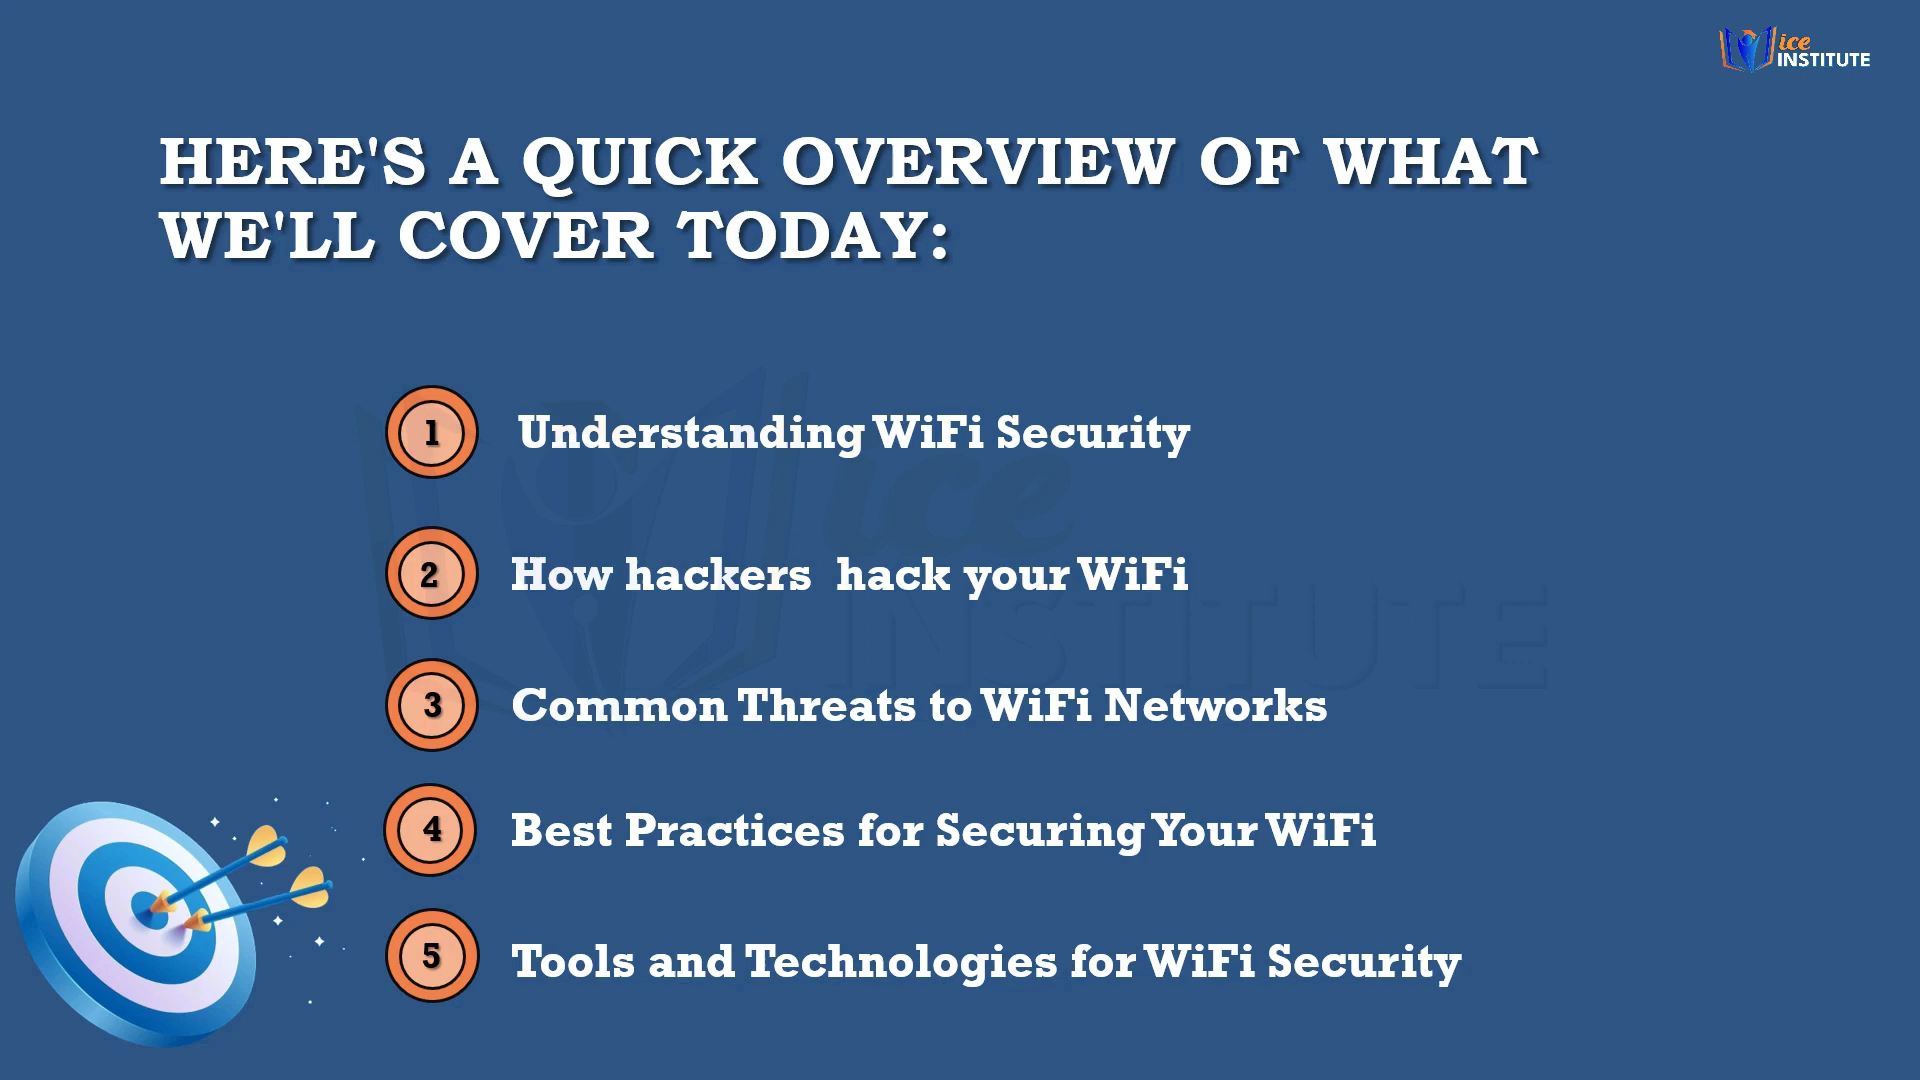 ice
INSTITUTE
HERE'S A QUICK OVERVIEW OF WHAT
WE'LL COVER TODAY:
1 Understanding WiFi Security
2 How hackers  hack your WiFi
3 Common Threats to WiFi Networks
4 Best Practices for Securing Your WiFi
5 Tools and Technologies for WiFi Security
ice
INSTITUTE